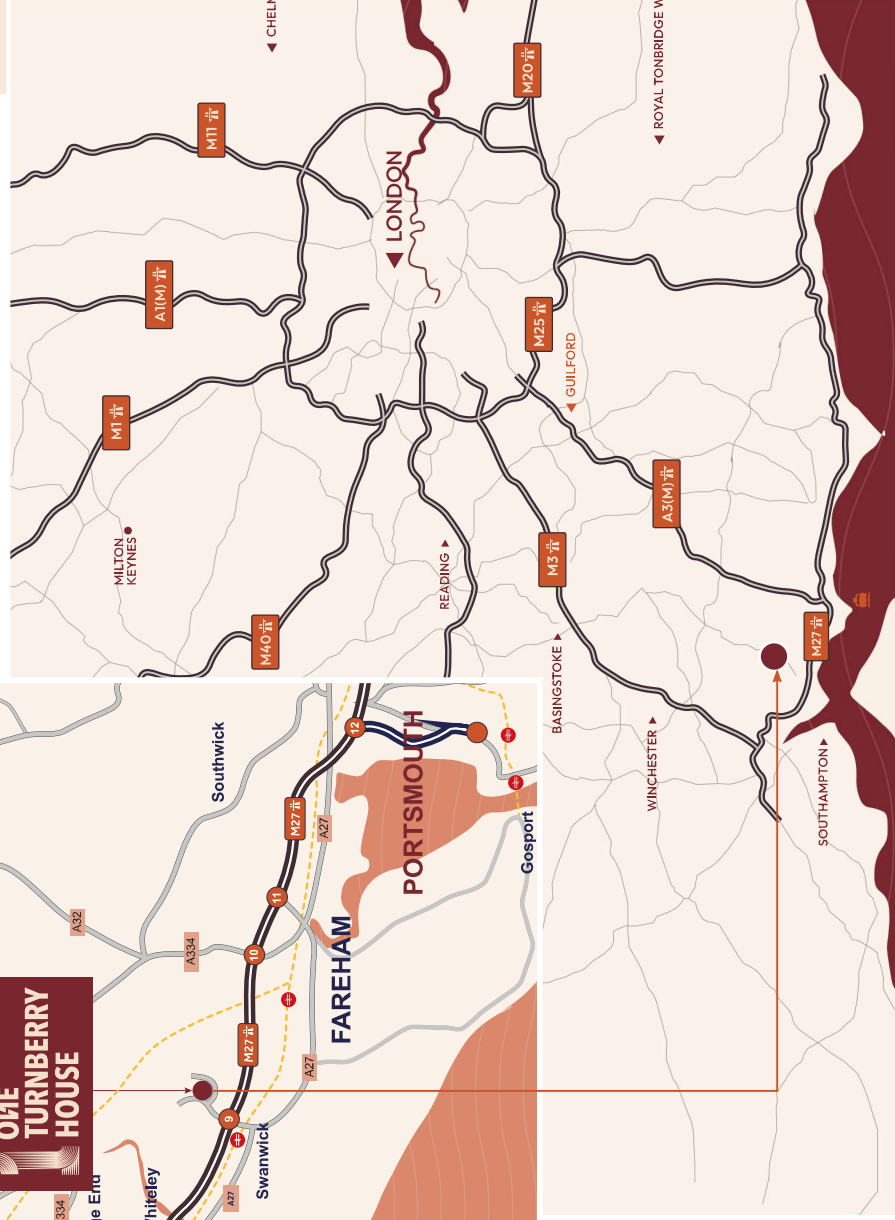 CHELM
M11
A1(M)
M1
MILTON
KEYNES
M40
LONDON
M20
ROYAL TONBRIDGE W
M25
GUILFORD
READING
M3
A3(M)
BASINGSTOKE
WINCHESTER
M27
SOUTHAMPTON
Southwick
12
PORTSMOUTH
M27
A27
Gosport
A32
11
A334
10
FAREHAM
M27
A27
ONE
TURNBERRY
HOUSE
9
Swanwick
A27
hiteley
e End
334